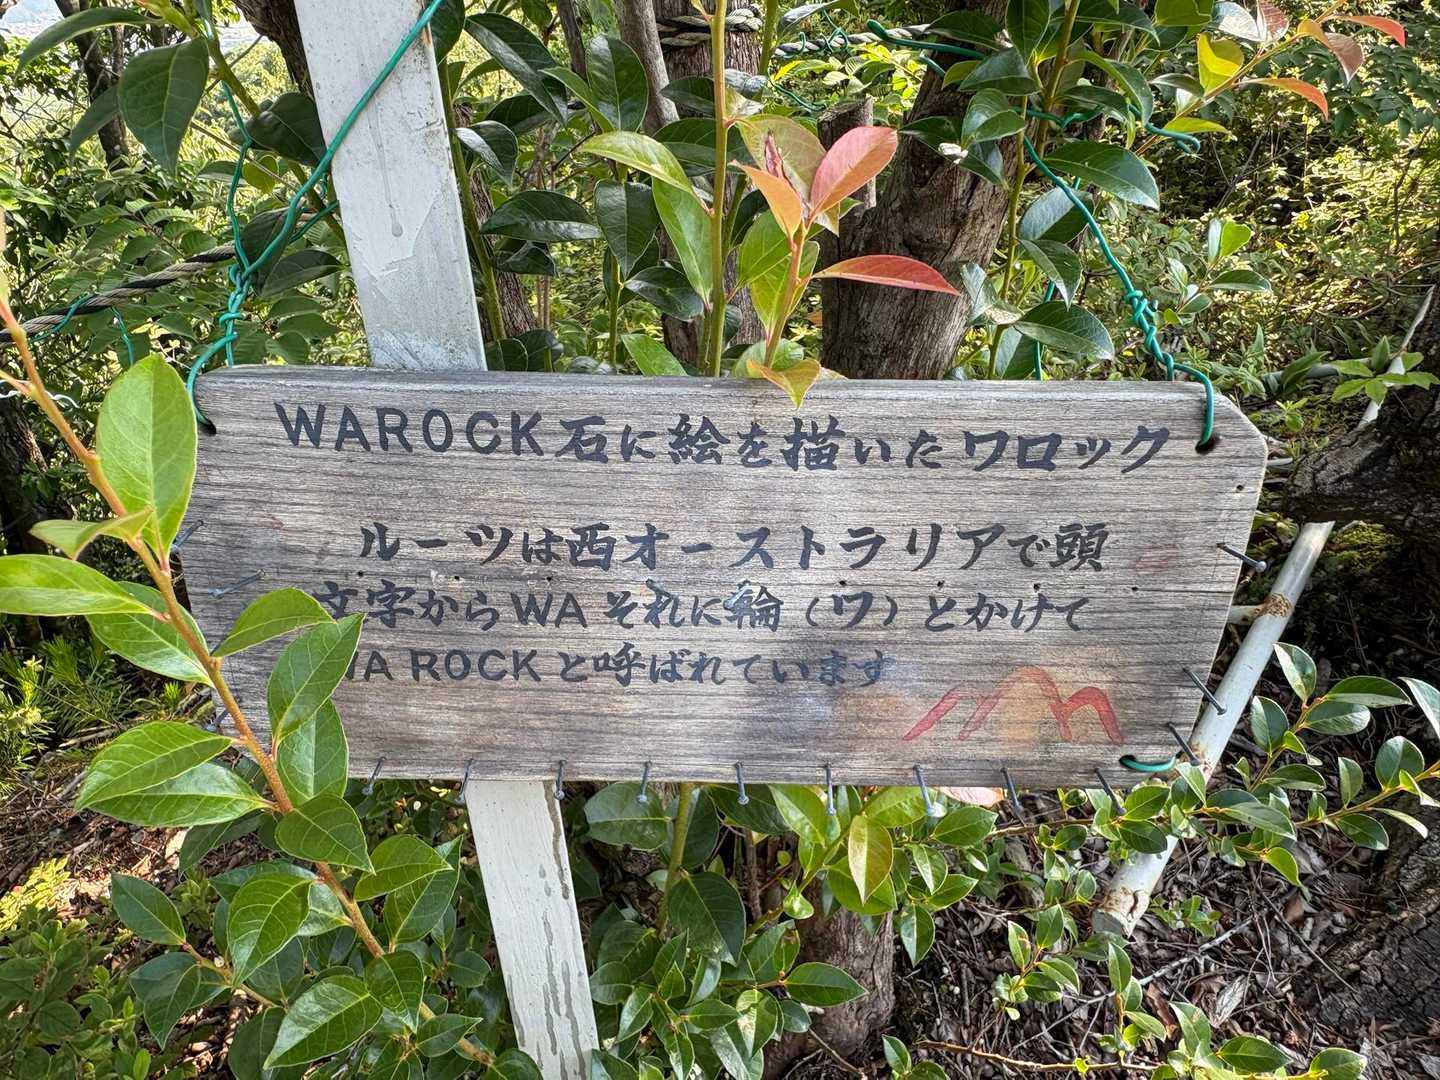 WAROCK石に絵を描いたワロック
ルーツは西オーストラリアで頭
文字からWAそれに輪（ワ）とかけて
WA ROCKと呼ばれています